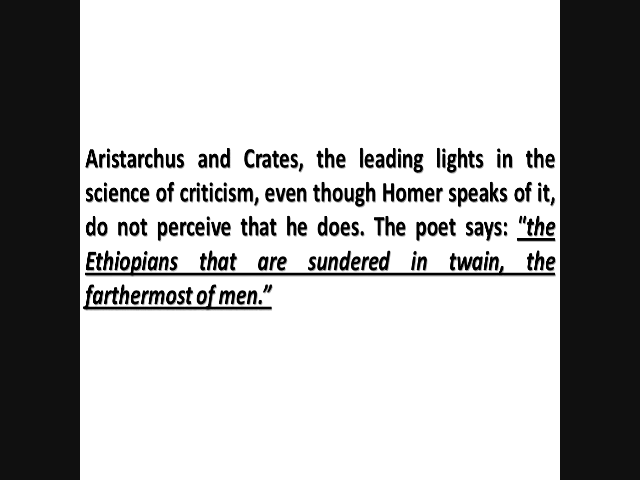 Aristarchus and Crates, the leading lights in the
science of criticism, even though Homer speaks of it,
do not perceive that he does. The poet says: "the
Ethiopians that are sundered in twain, the
farthermost of men.”